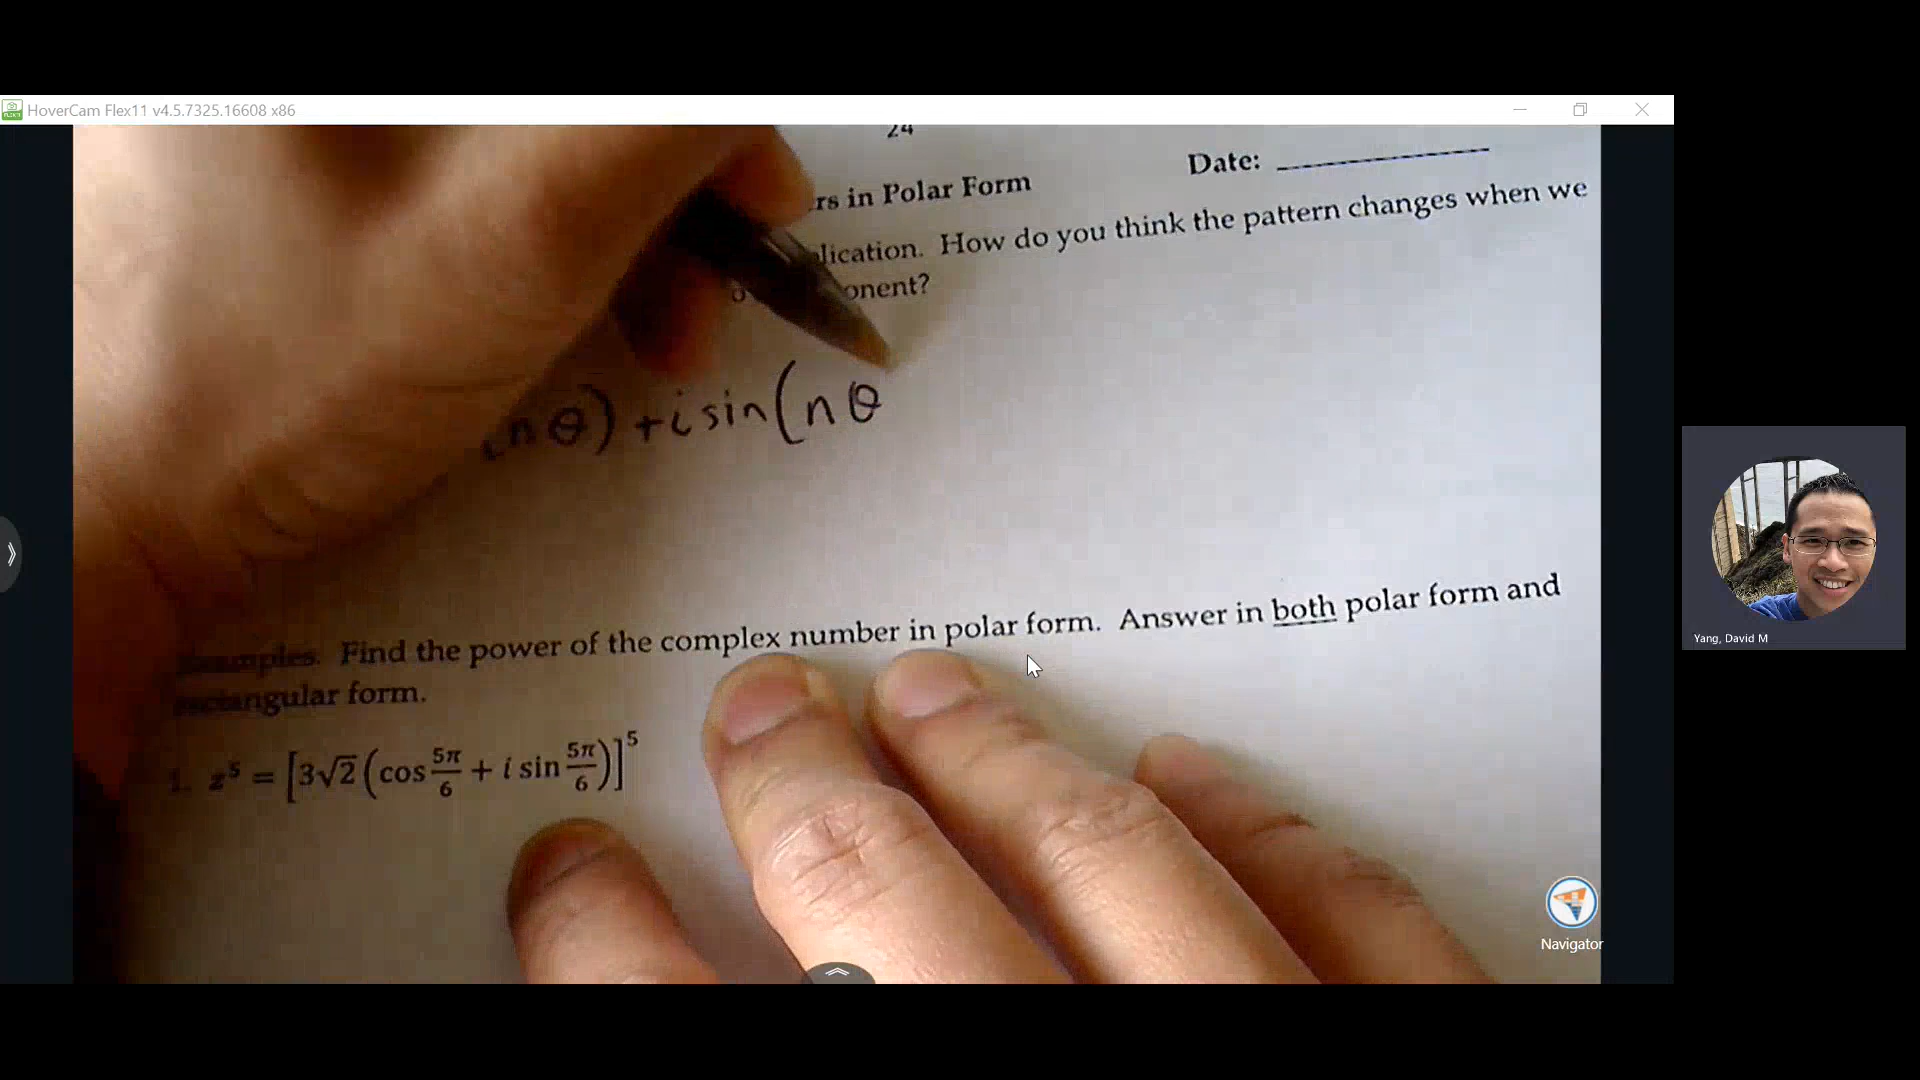 HoverCam Flex11 v4.5.7325.16608 x86
24
Date:
rs in Polar Form
lication. How do you think the pattern changes when we
onent?
(nθ) + i sin(nθ
Examples. Find the power of the complex number in polar form. Answer in both polar form and
rectangular form.
1. z⁵ = [3√2(cos 5π/6 + i sin 5π/6)]⁵
Yang, David M
Navigator